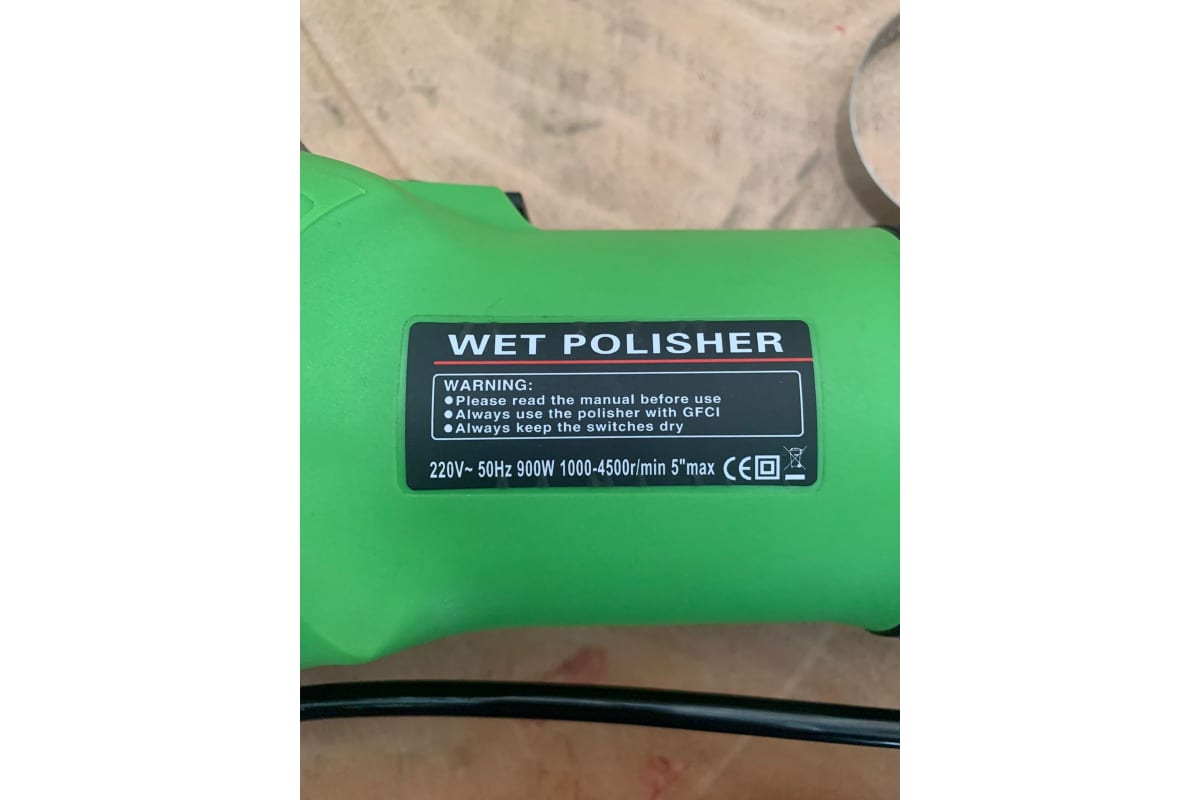 WET POLISHER
WARNING:
●Please read the manual before use
●Always use the polisher with GFCI
●Always keep the switches dry
220V~ 50Hz 900W 1000-4500r/min 5"max CE